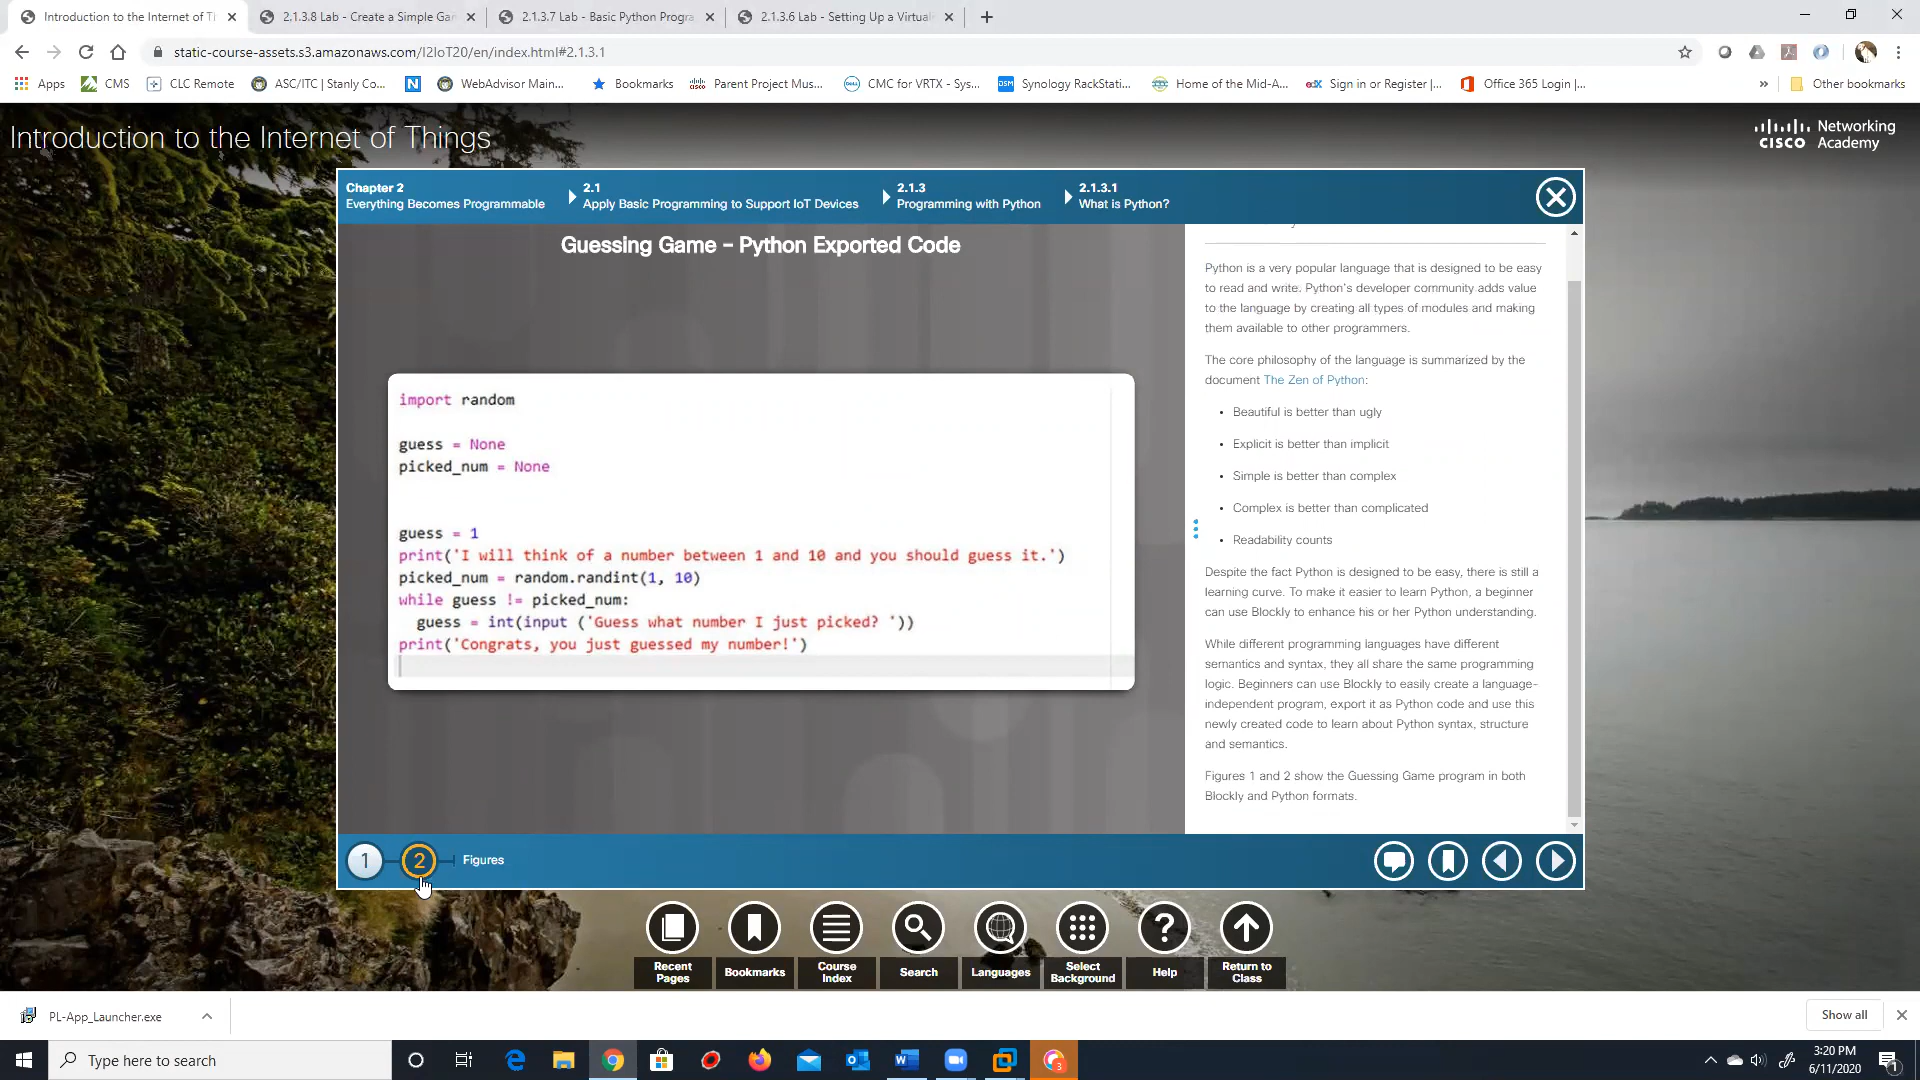 Introduction to the Internet of Ti
2.1.3.8 Lab - Create a Simple Ga
2.1.3.7 Lab - Basic Python Progra
2.1.3.6 Lab - Setting Up a Virtual
static-course-assets.s3.amazonaws.com/I2IoT20/en/index.html#2.1.3.1
Apps
CMS
CLC Remote
ASC/ITC | Stanly Co...
N
WebAdvisor Main...
Bookmarks
Parent Project Mus...
CMC for VRTX - Sys...
DSM
Synology RackStati...
Home of the Mid-A...
edX
Sign in or Register |...
Office 365 Login |...
»
Other bookmarks
Introduction to the Internet of Things
CISCO
Networking
Academy
Chapter 2
Everything Becomes Programmable
2.1
Apply Basic Programming to Support IoT Devices
2.1.3
Programming with Python
2.1.3.1
What is Python?
Guessing Game – Python Exported Code
import random
guess = None
picked_num = None
guess = 1
print('I will think of a number between 1 and 10 and you should guess it.')
picked_num = random.randint(1, 10)
while guess != picked_num:
guess = int(input ('Guess what number I just picked? '))
print('Congrats, you just guessed my number!')
Python is a very popular language that is designed to be easy
to read and write. Python's developer community adds value
to the language by creating all types of modules and making
them available to other programmers.
The core philosophy of the language is summarized by the
document The Zen of Python:
• Beautiful is better than ugly
• Explicit is better than implicit
• Simple is better than complex
• Complex is better than complicated
• Readability counts
Despite the fact Python is designed to be easy, there is still a
learning curve. To make it easier to learn Python, a beginner
can use Blockly to enhance his or her Python understanding.
While different programming languages have different
semantics and syntax, they all share the same programming
logic. Beginners can use Blockly to easily create a language-
independent program, export it as Python code and use this
newly created code to learn about Python syntax, structure
and semantics.
Figures 1 and 2 show the Guessing Game program in both
Blockly and Python formats.
1
2
Figures
Recent
Pages
Bookmarks
Course
Index
Search
Languages
Select
Background
?
Help
Return to
Class
PL-App_Launcher.exe
Show all
Type here to search
3
3:20 PM
6/11/2020
1